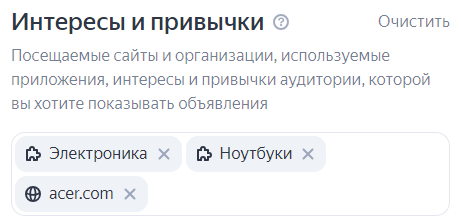 Интересы и привычки
Очистить
Посещаемые сайты и организации, используемые
приложения, интересы и привычки аудитории, которой
вы хотите показывать объявления
Электроника
Ноутбуки
acer.com